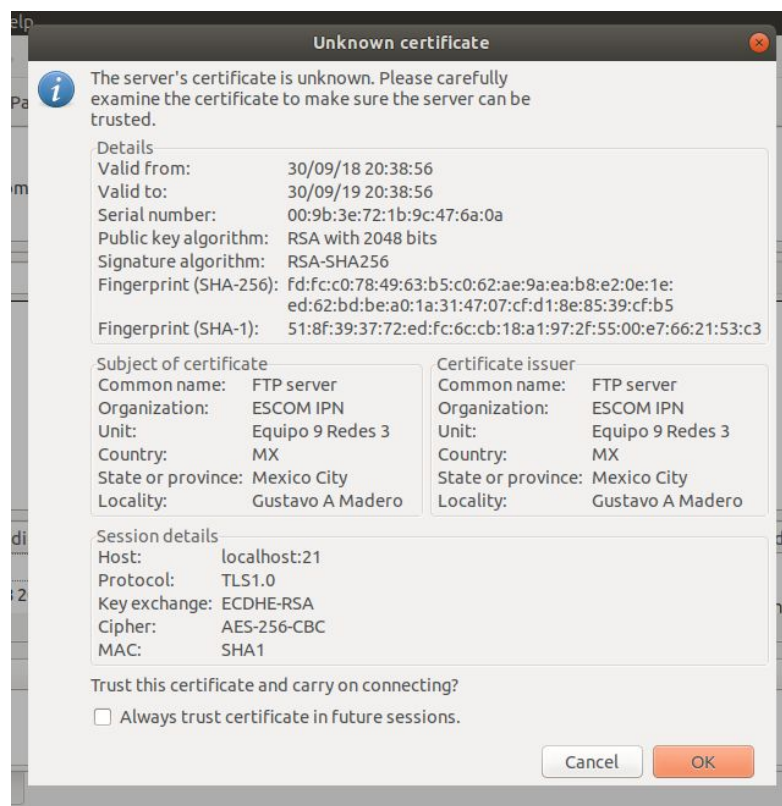 elp
Unknown certificate
The server's certificate is unknown. Please carefully
examine the certificate to make sure the server can be
trusted.
Pa
Details
Valid from: 30/09/18 20:38:56
Valid to: 30/09/19 20:38:56
Serial number: 00:9b:3e:72:1b:9c:47:6a:0a
Public key algorithm: RSA with 2048 bits
Signature algorithm: RSA-SHA256
Fingerprint (SHA-256): fd:fc:c0:78:49:63:b5:c0:62:ae:9a:ea:b8:e2:0e:1e:
ed:62:bd:be:a0:1a:31:47:07:cf:d1:8e:85:39:cf:b5
Fingerprint (SHA-1): 51:8f:39:37:72:ed:fc:6c:cb:18:a1:97:2f:55:00:e7:66:21:53:c3
Subject of certificate
Common name: FTP server
Organization: ESCOM IPN
Unit: Equipo 9 Redes 3
Country: MX
State or province: Mexico City
Locality: Gustavo A Madero
Certificate issuer
Common name: FTP server
Organization: ESCOM IPN
Unit: Equipo 9 Redes 3
Country: MX
State or province: Mexico City
Locality: Gustavo A Madero
Session details
Host: localhost:21
Protocol: TLS1.0
Key exchange: ECDHE-RSA
Cipher: AES-256-CBC
MAC: SHA1
Trust this certificate and carry on connecting?
Always trust certificate in future sessions.
Cancel
OK